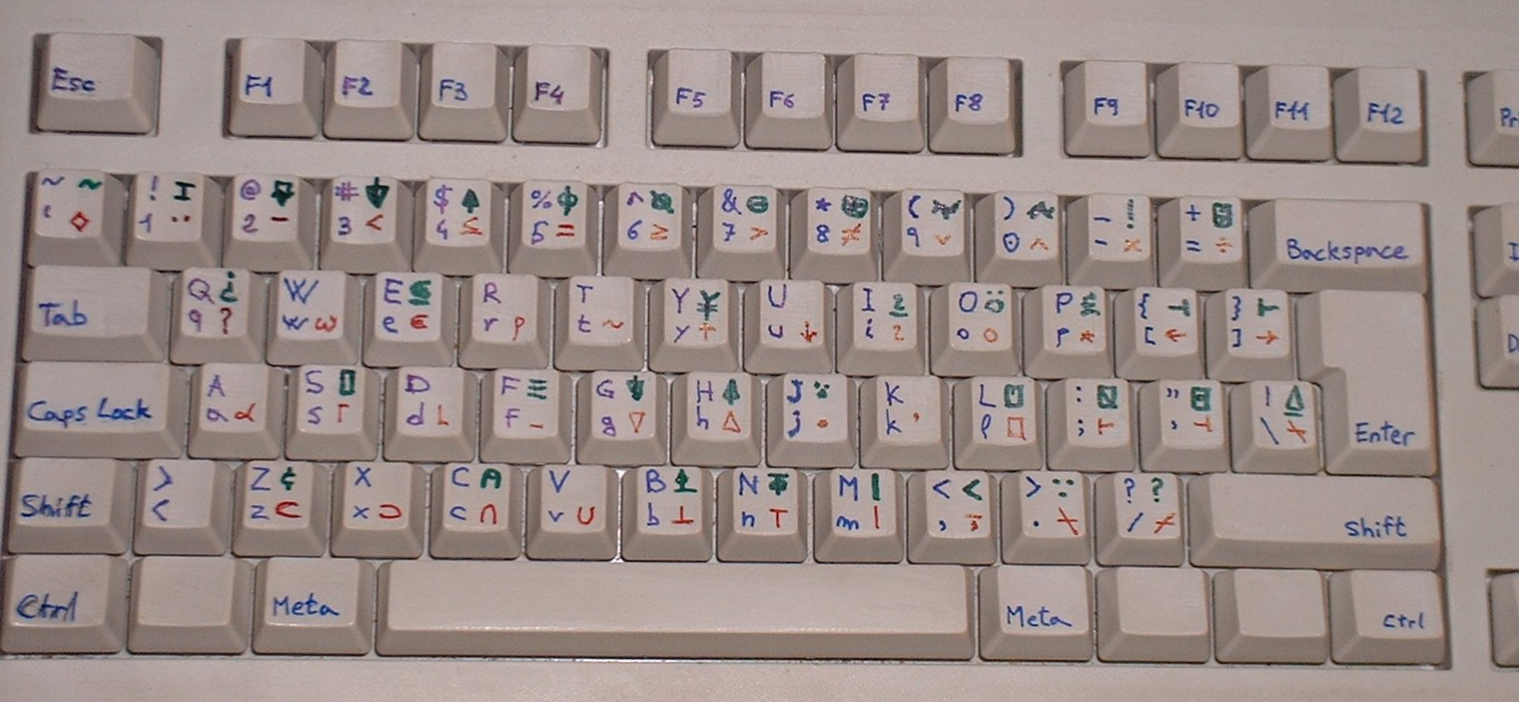 Esc F1 F2 F3 F4 F5 F6 F7 F8 F9 F10 F11 F12
~ ~ ! I @ # $ % ⌽ ^ & * ( ) - ! +
◇ 1 ¨ 2 - 3 < 4 ≤ 5 = 6 ≥ 7 > 8 ≠ 9 ∨ 0 ∧ - × = ÷ Backspace
Tab Q ¿ W E R T Y ¥ U I O P { ⊣ } ⊢
q ? w ω e ∈ r ρ t ~ y ↑ u ↓ i o ○ p * [ ← ] →
Caps Lock A S ⌷ D F ≡ G H J K L : " |
a α s ⌈ d ⌊ f _ g ∇ h ∆ j ∘ k ' l □ ; ⊢ , ⊣ \ Enter
Shift > Z X C V B N M | < < > ? ?
< z ⊂ x ⊃ c ∩ v ∪ b ⊥ n ⊤ m | , . \ / Shift
Ctrl Meta Meta Ctrl